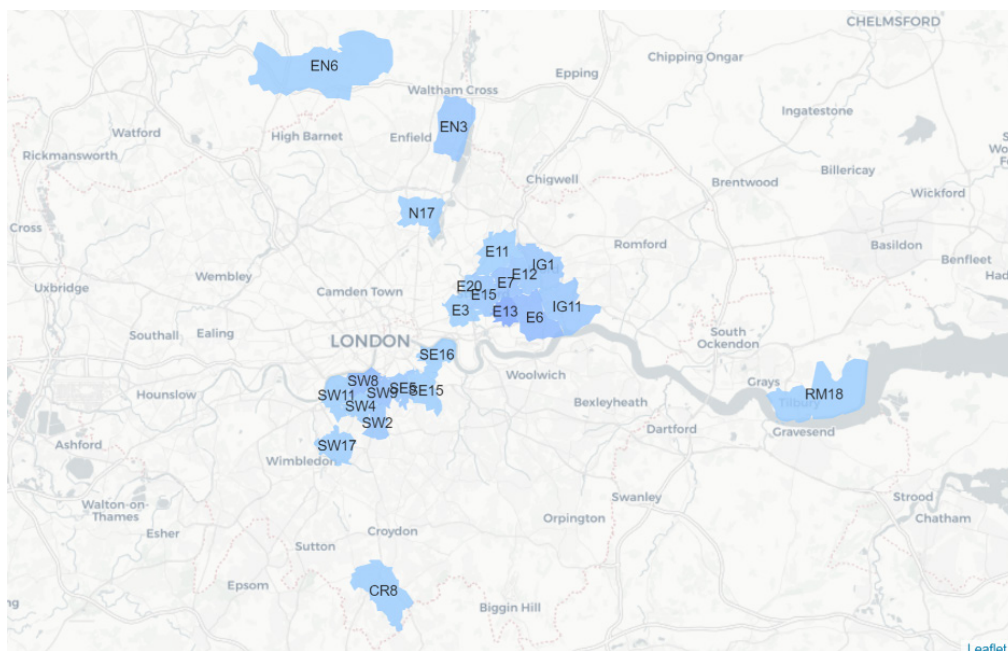 CHELMSFORD
Chipping Ongar
EN6
Epping
Waltham Cross
Ingatestone
EN3
Watford
High Barnet
Enfield
Rickmansworth
Billericay
Chigwell
Brentwood
Wickford
Cross
N17
E11
Romford
Basildon
IG1
Wembley
E12
Benfleet
E7
E20
Uxbridge
Camden Town
E15
IG11
E3
E13
E6
Southall
Ealing
South
Ockendon
LONDON
SE16
Woolwich
SW8
Grays
Hounslow
SW11
SW9
SE5
SE15
RM18
Tilbury
Bexleyheath
SW4
SW2
Dartford
Gravesend
Ashford
SW17
Wimbledon
Swanley
Strood
Walton-on-
Thames
Orpington
Chatham
Esher
Croydon
Sutton
Epsom
CR8
Biggin Hill
Leaflet